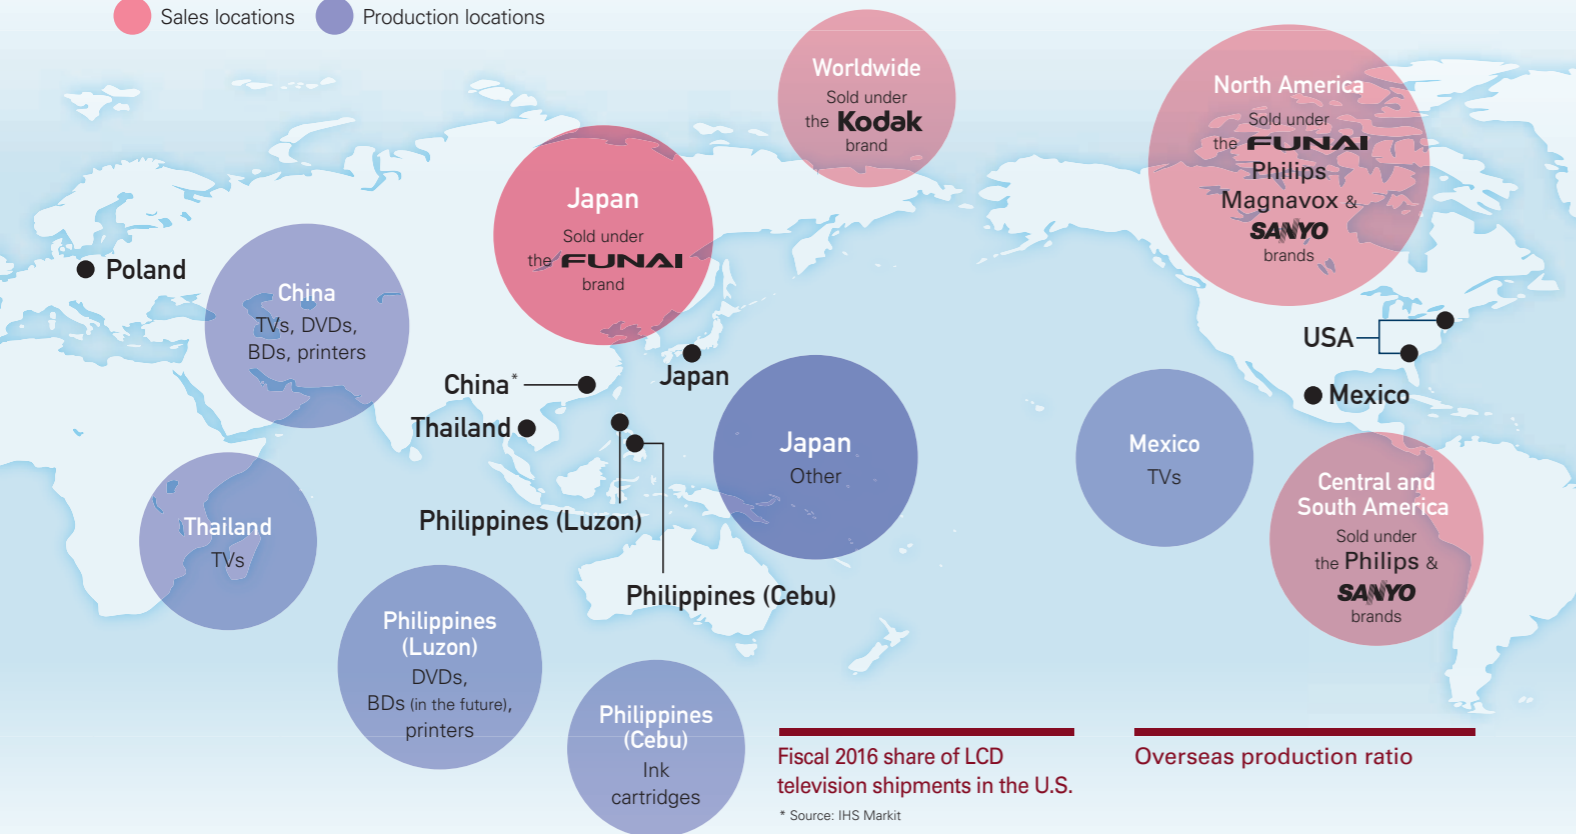 Sales locations
Production locations
Worldwide
Sold under
the Kodak
brand
North America
Sold under
the FUNAI
Philips
Magnavox &
SANYO
brands
Japan
Sold under
the FUNAI
brand
Poland
China
TVs, DVDs,
BDs, printers
USA
China*
Japan
Thailand
Mexico
Japan
Other
Mexico
TVs
Central and
South America
Sold under
the Philips &
SANYO
brands
Thailand
TVs
Philippines (Luzon)
Philippines (Cebu)
Philippines
(Luzon)
DVDs,
BDs (in the future),
printers
Philippines
(Cebu)
Ink
cartridges
Fiscal 2016 share of LCD
television shipments in the U.S.
* Source: IHS Markit
Overseas production ratio